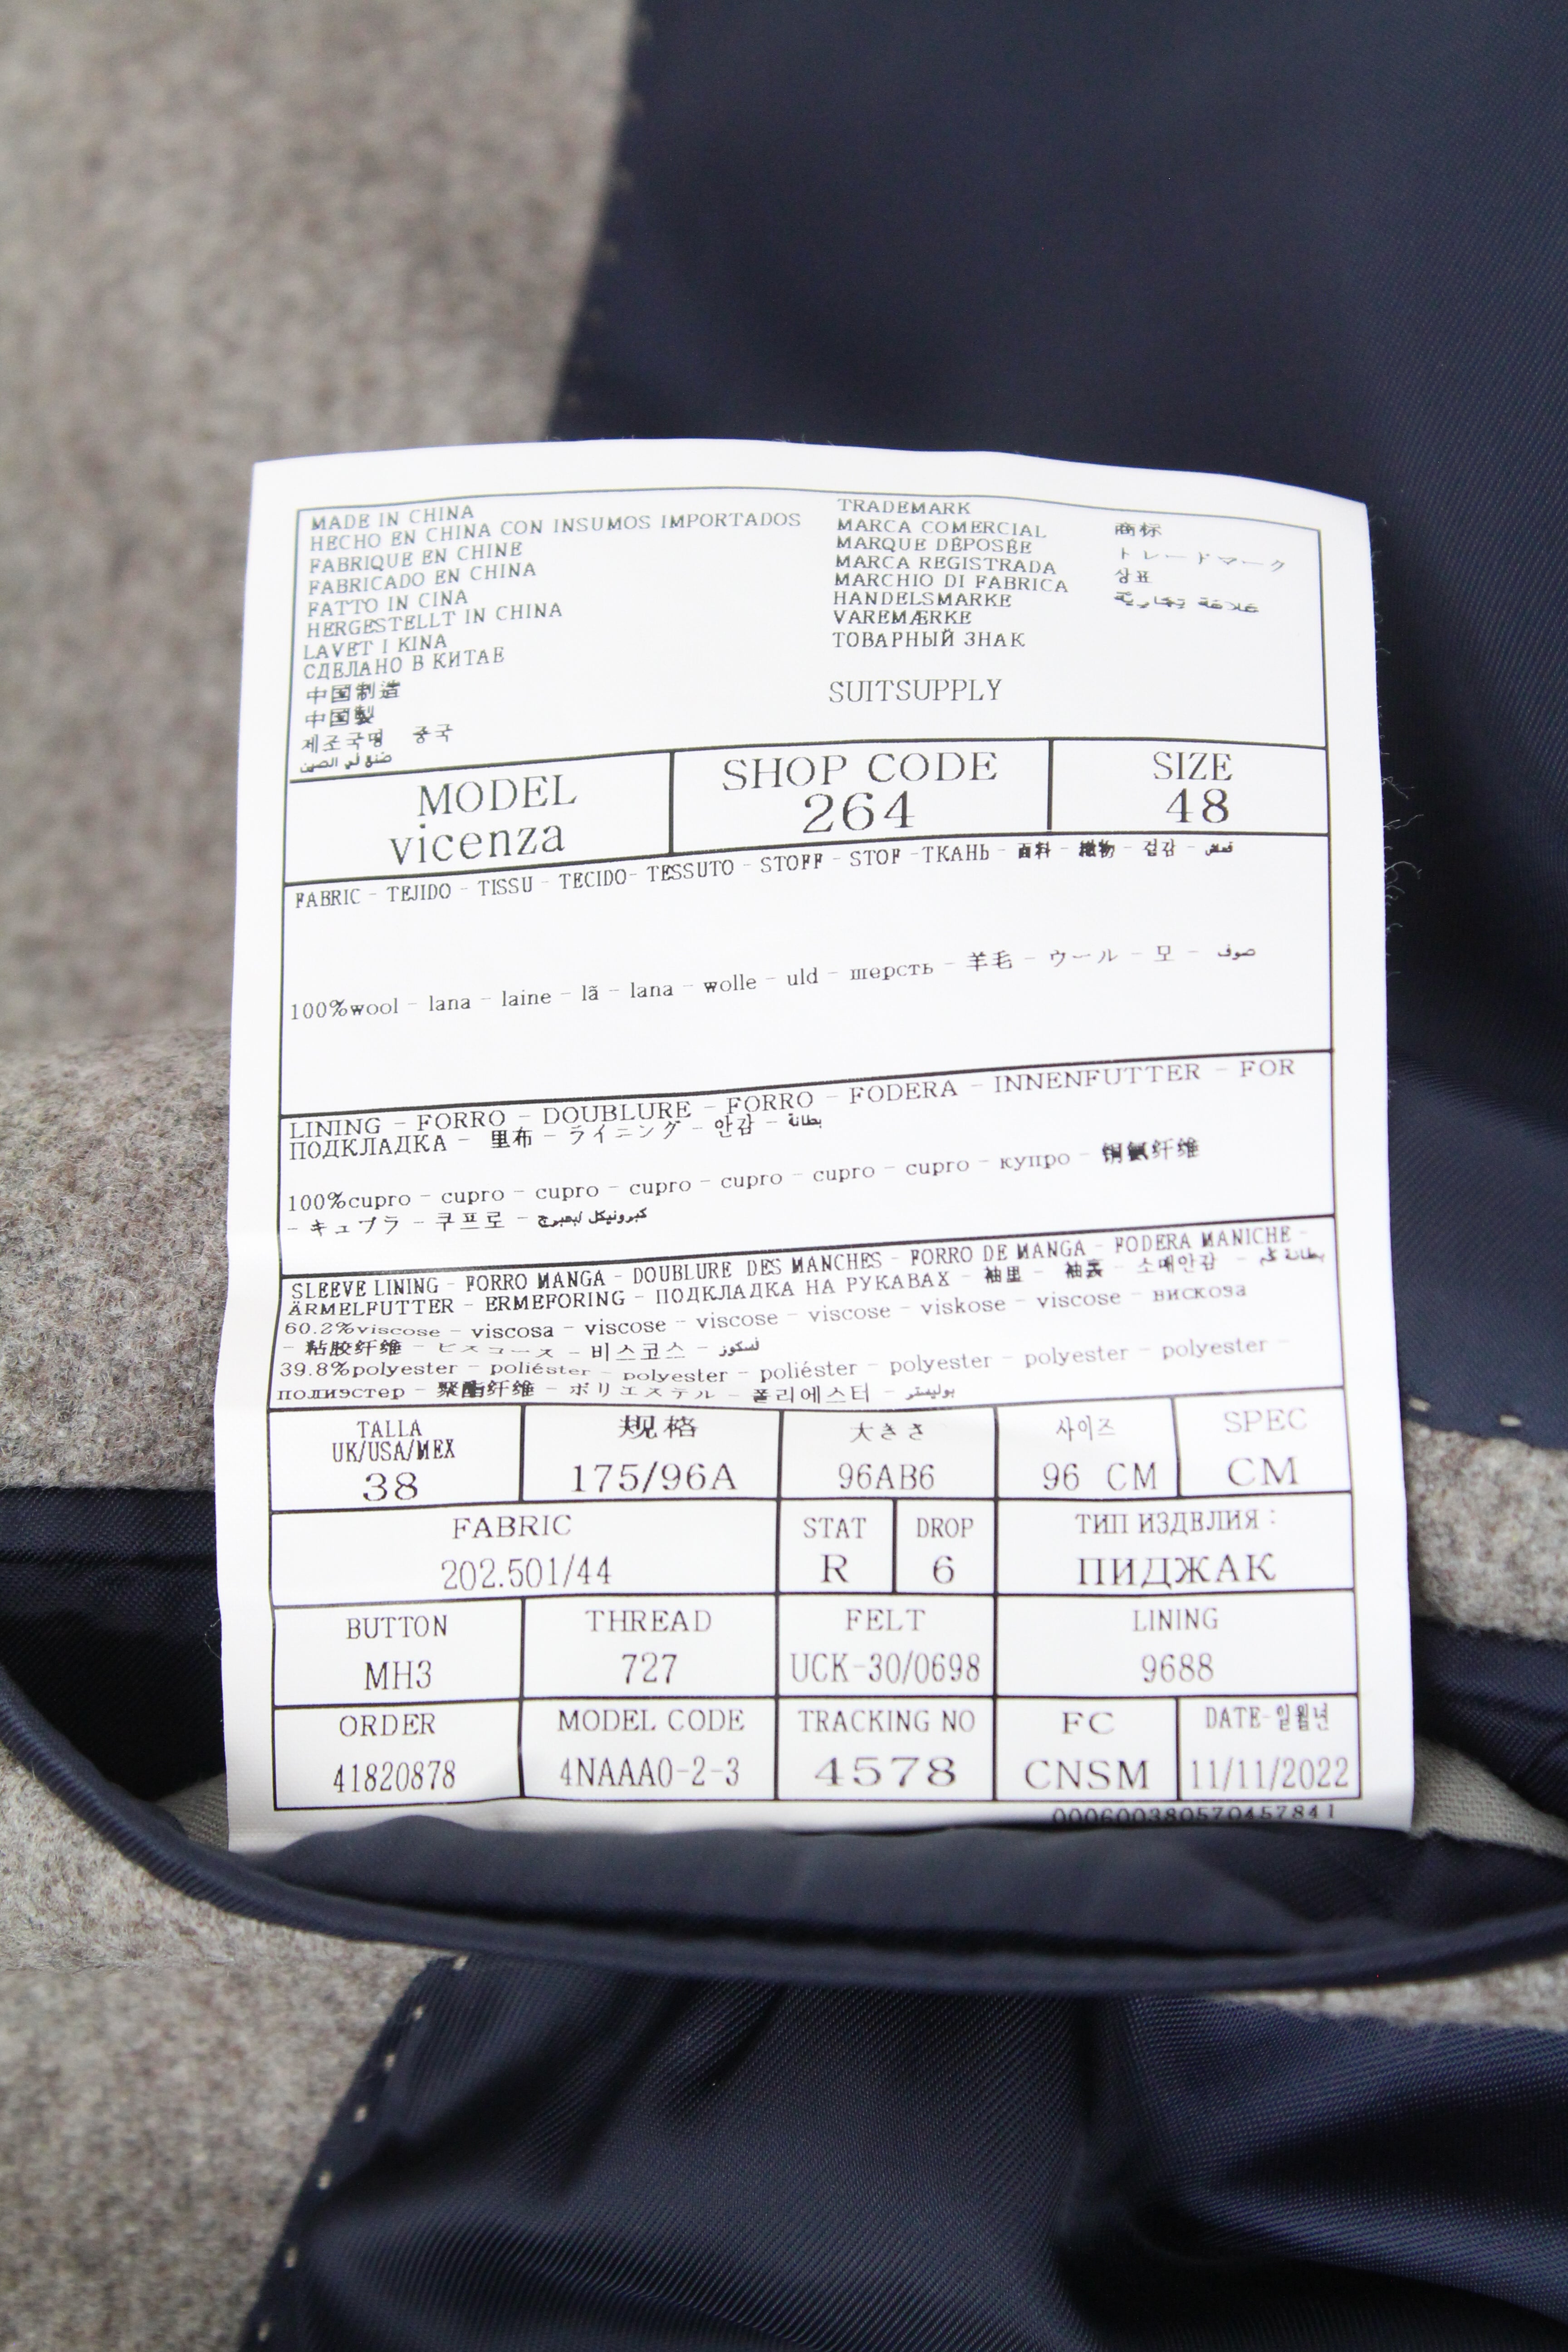 MADE IN CHINA
HECHO EN CHINA CON INSUMOS IMPORTADOS
FABRIQUE EN CHINE
FABRICADO EN CHINA
FATTO IN CINA
HERGESTELLT IN CHINA
LAVET I KINA
СДЕЛАНО В КИТАЕ
中国制造
中国製
제조국명 중국
صنع في الصين
TRADEMARK
MARCA COMERCIAL
MARQUE DÉPOSÉE
MARCA REGISTRADA
MARCHIO DI FABRICA
HANDELSMARKE
VAREMÆRKE
ТОВАРНЫЙ ЗНАК
商标
トレードマーク
상표
علامة تجارية
SUITSUPPLY
MODEL
vicenza
SHOP CODE
264
SIZE
48
FABRIC - TEJIDO - TISSU - TECIDO- TESSUTO - STOFF - STOF -ТКАНЬ - 面料 - 織物 - 겉감 - قماش
100%wool - lana - laine - lã - lana - wolle - uld - шерсть - 羊毛 - ウール - 모 - صوف
LINING - FORRO - DOUBLURE - FORRO - FODERA - INNENFUTTER - FOR
ПОДКЛАДКА - 里布 - ライニング - 안감 - بطانة
100%cupro - cupro - cupro - cupro - cupro - cupro - cupro - купро - 铜氨纤维
- キュプラ - 쿠프로 -
SLEEVE LINING - FORRO MANGA - DOUBLURE DES MANCHES - FORRO DE MANGA - FODERA MANICHE -
ÄRMELFUTTER - ERMEFORING - ПОДКЛАДКА НА РУКАВАХ - 袖里 - 袖裏 - 소매안감 - بطانة كم
60.2%viscose - viscosa - viscose - viscose - viscose - viskose - viscose - вискоза
- 粘胶纤维 - ビスコース - 비스코스 -
39.8%polyester - poliéster - polyester - poliéster - polyester - polyester - polyester -
полиэстер - 聚酯纤维 - ポリエステル - 폴리에스터 - بوليستر
TALLA
UK/USA/MEX
38
规格
175/96A
大きさ
96AB6
사이즈
96 CM
SPEC
CM
FABRIC
202.501/44
STAT
R
DROP
6
ТИП ИЗДЕЛИЯ :
ПИДЖАК
BUTTON
MH3
THREAD
727
FELT
UCK-30/0698
LINING
9688
ORDER
41820878
MODEL CODE
4NAAA0-2-3
TRACKING NO
4578
FC
CNSM
DATE-일월년
11/11/2022
000600380570457841